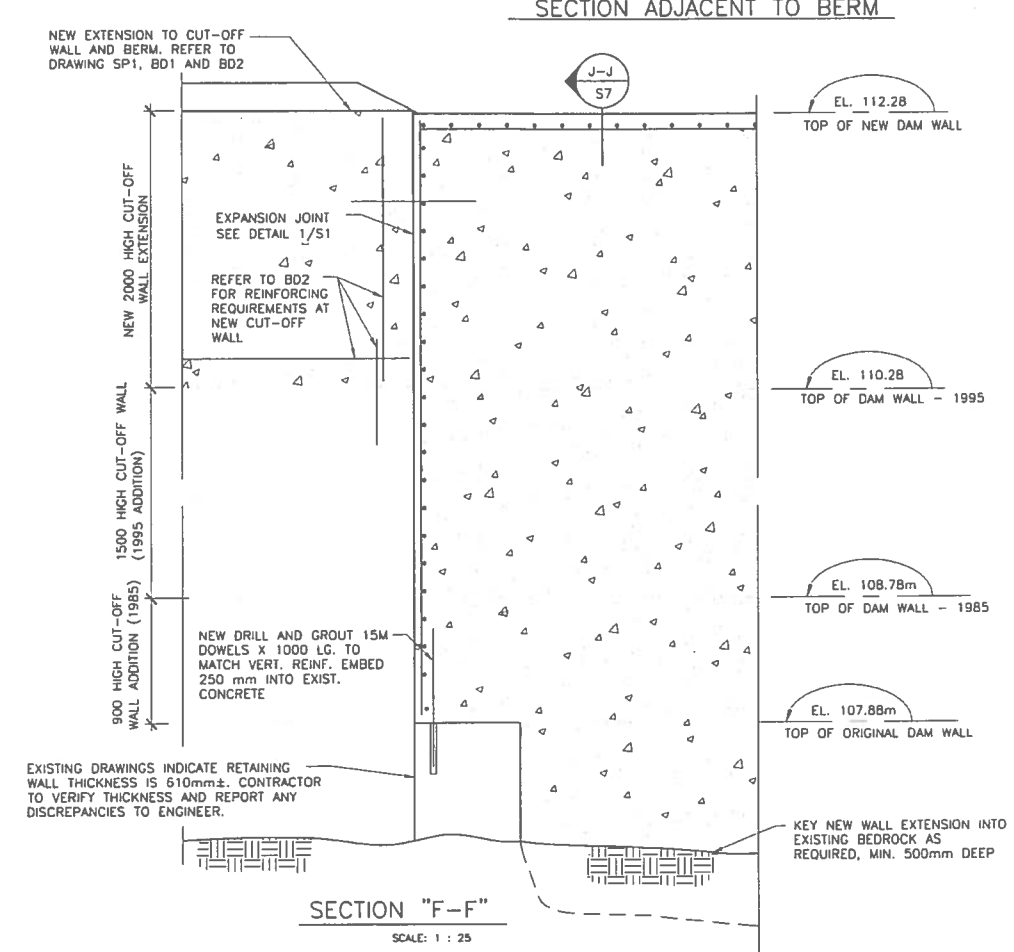 SECTION ADJACENT TO BERM
NEW EXTENSION TO CUT-OFF
WALL AND BERM. REFER TO
DRAWING SP1, BD1 AND BD2
J-J
S7
EL. 112.28
TOP OF NEW DAM WALL
NEW 2000 HIGH CUT-OFF
WALL EXTENSION
EXPANSION JOINT
SEE DETAIL 1/S1
REFER TO BD2
FOR REINFORCING
REQUIREMENTS AT
NEW CUT-OFF
WALL
EL. 110.28
TOP OF DAM WALL - 1995
1500 HIGH CUT-OFF WALL
(1995 ADDITION)
EL. 108.78m
TOP OF DAM WALL - 1985
900 HIGH CUT-OFF
WALL ADDITION (1985)
NEW DRILL AND GROUT 15M
DOWELS X 1000 LG. TO
MATCH VERT. REINF. EMBED
250 mm INTO EXIST.
CONCRETE
EL. 107.88m
TOP OF ORIGINAL DAM WALL
EXISTING DRAWINGS INDICATE RETAINING
WALL THICKNESS IS 610mm±. CONTRACTOR
TO VERIFY THICKNESS AND REPORT ANY
DISCREPANCIES TO ENGINEER.
KEY NEW WALL EXTENSION INTO
EXISTING BEDROCK AS
REQUIRED, MIN. 500mm DEEP
SECTION "F-F"
SCALE: 1 : 25